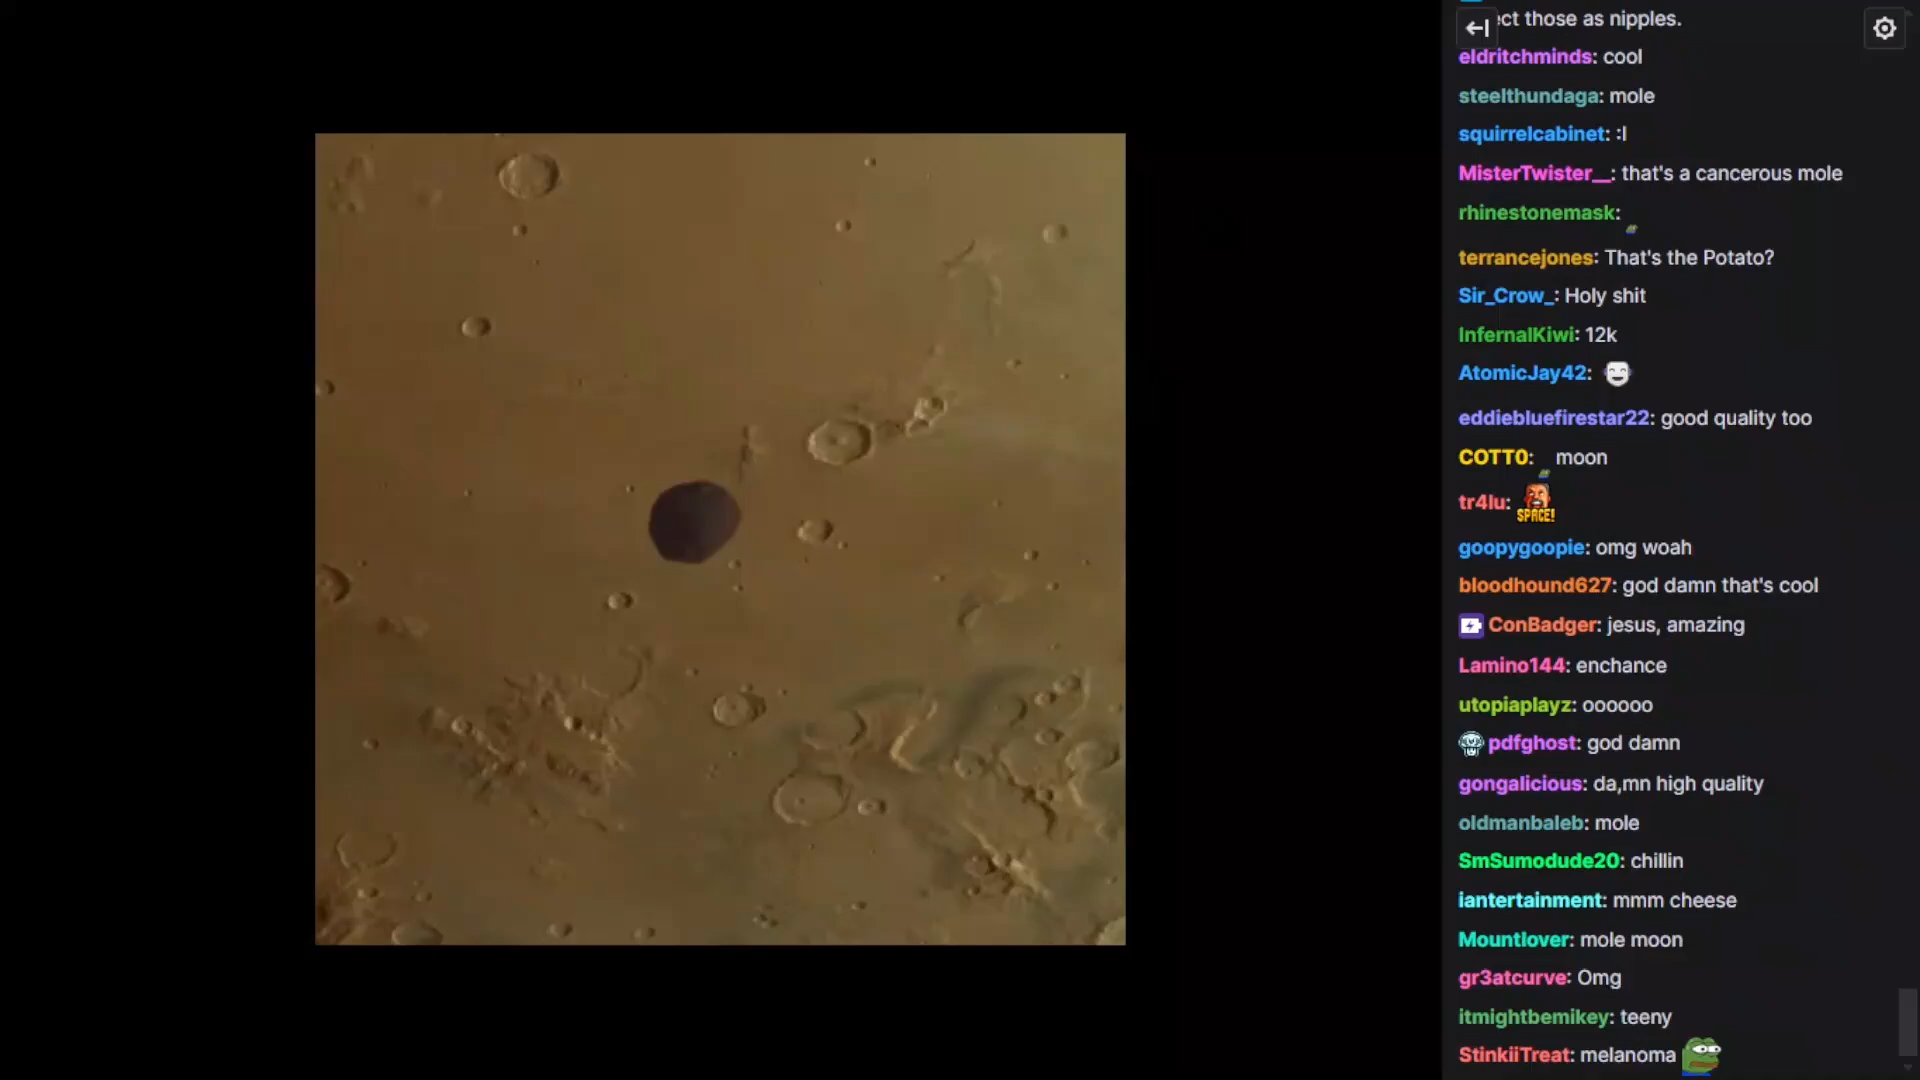 ect those as nipples.
eldritchminds: cool
steelthundaga: mole
squirrelcabinet: :l
MisterTwister__: that's a cancerous mole
rhinestonemask:
terrancejones: That's the Potato?
Sir_Crow_: Holy shit
InfernalKiwi: 12k
AtomicJay42:
eddiebluefirestar22: good quality too
COTT0: moon
tr4lu: SPACE!
goopygoopie: omg woah
bloodhound627: god damn that's cool
ConBadger: jesus, amazing
Lamino144: enchance
utopiaplayz: oooooo
pdfghost: god damn
gongalicious: da,mn high quality
oldmanbaleb: mole
SmSumodude20: chillin
iantertainment: mmm cheese
Mountlover: mole moon
gr3atcurve: Omg
itmightbemikey: teeny
StinkiiTreat: melanoma